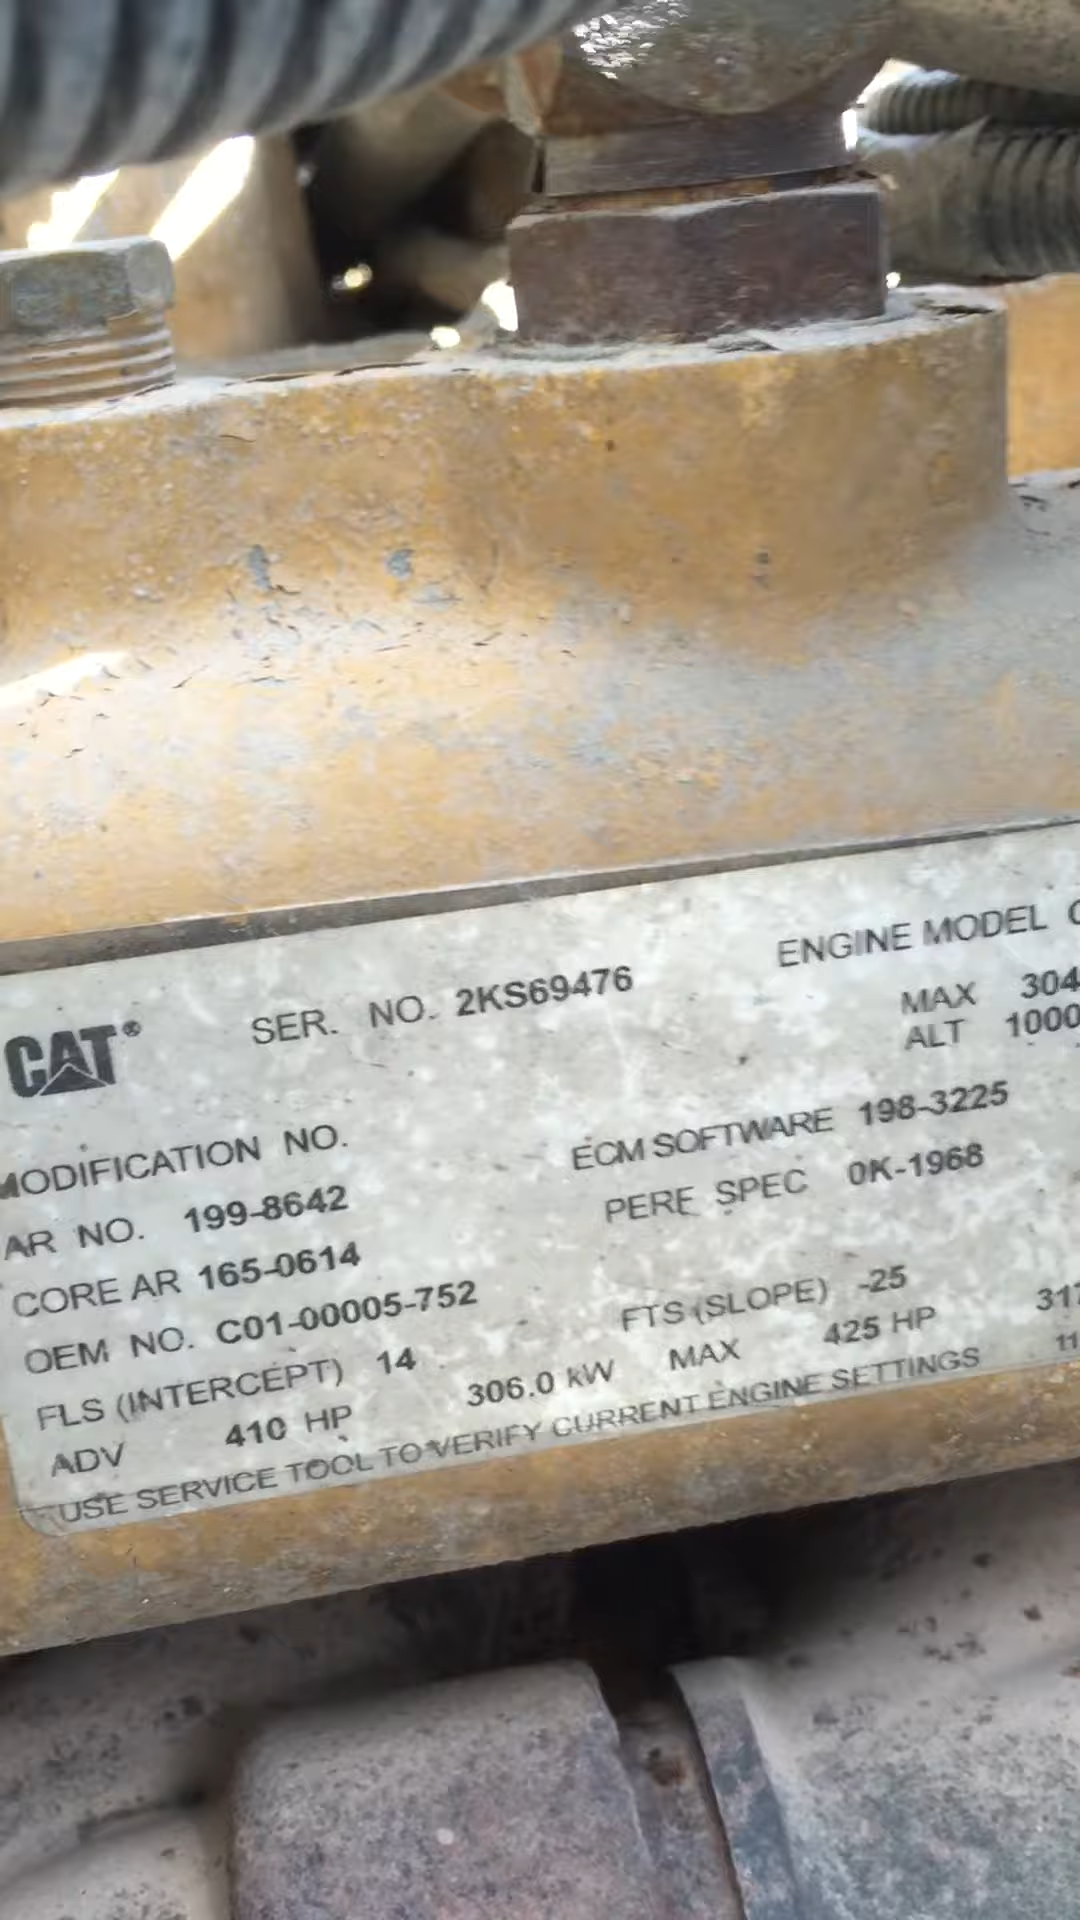 CAT® SER. NO. 2KS69476 ENGINE MODEL
MAX 304
ALT 1000
MODIFICATION NO. ECM SOFTWARE 198-3225
AR NO. 199-8642 PERF SPEC 0K-1968
CORE AR 165-0614
OEM NO. C01-00005-752 FTS (SLOPE) -25
FLS (INTERCEPT) 14
ADV 410 HP 306.0 kW MAX 425 HP 317
USE SERVICE TOOL TO VERIFY CURRENT ENGINE SETTINGS 11